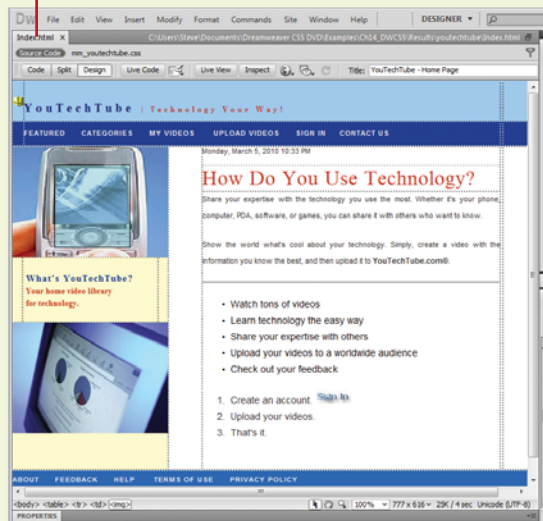 DW File Edit View Insert Modify Format Commands Site Window Help DESIGNER
Index.html × C:\Users\Steve\Documents\Dreamweaver CS5 DVD\Examples\Ch14_DWCS5\Results\youtechtube\Index.html
Source Code mm_youtechtube.css
Code Split Design Live Code Live View Inspect Title: YouTechTube - Home Page
YouTechTube | Technology Your Way!
FEATURED CATEGORIES MY VIDEOS UPLOAD VIDEOS SIGN IN CONTACT US
Monday, March 5, 2010 10:33 PM
How Do You Use Technology?
Share your expertise with the technology you use the most. Whether it's your phone,
computer, PDA, software, or games, you can share it with others who want to know.
Show the world what's cool about your technology. Simply, create a video with the
information you know the best, and then upload it to YouTechTube.com®.
What's YouTechTube?
Your home video library
for technology.
• Watch tons of videos
• Learn technology the easy way
• Share your expertise with others
• Upload your videos to a worldwide audience
• Check out your feedback
1. Create an account. Sign In
2. Upload your videos.
3. That's it.
ABOUT FEEDBACK HELP TERMS OF USE PRIVACY POLICY
<body> <table> <tr> <td> <img> 100% 777 x 616 25K / 4 sec Unicode (UTF-8)
PROPERTIES